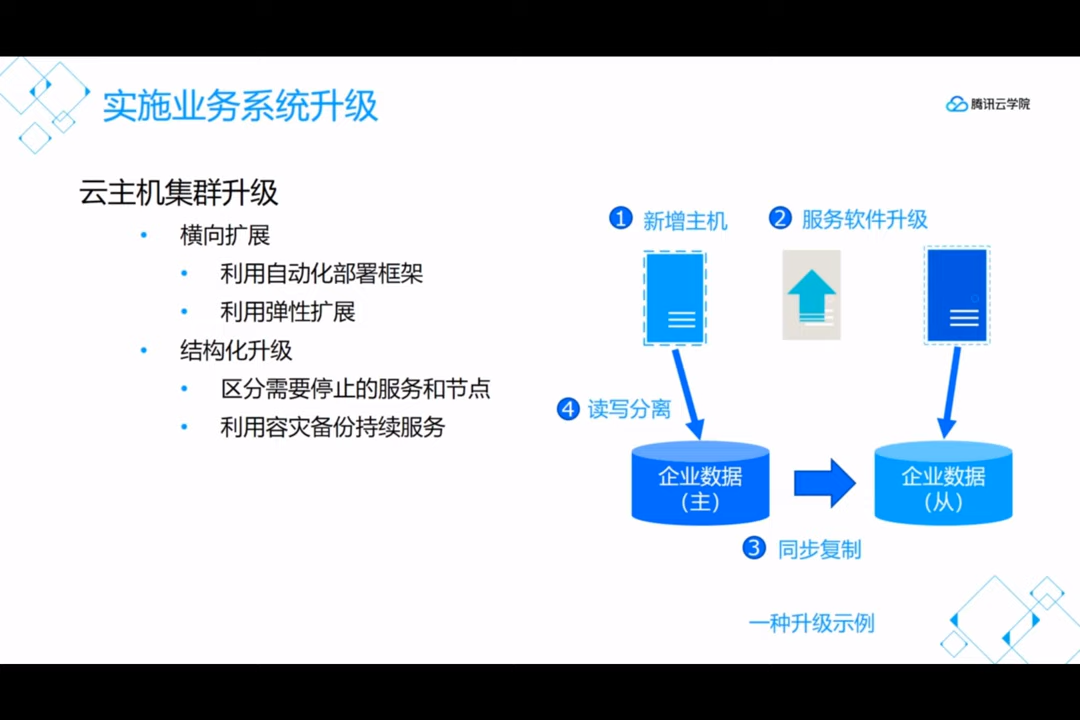 实施业务系统升级
腾讯云学院
云主机集群升级
• 横向扩展
• 利用自动化部署框架
• 利用弹性扩展
• 结构化升级
• 区分需要停止的服务和节点
• 利用容灾备份持续服务
1 新增主机
2 服务软件升级
4 读写分离
企业数据
(主)
企业数据
(从)
3 同步复制
一种升级示例